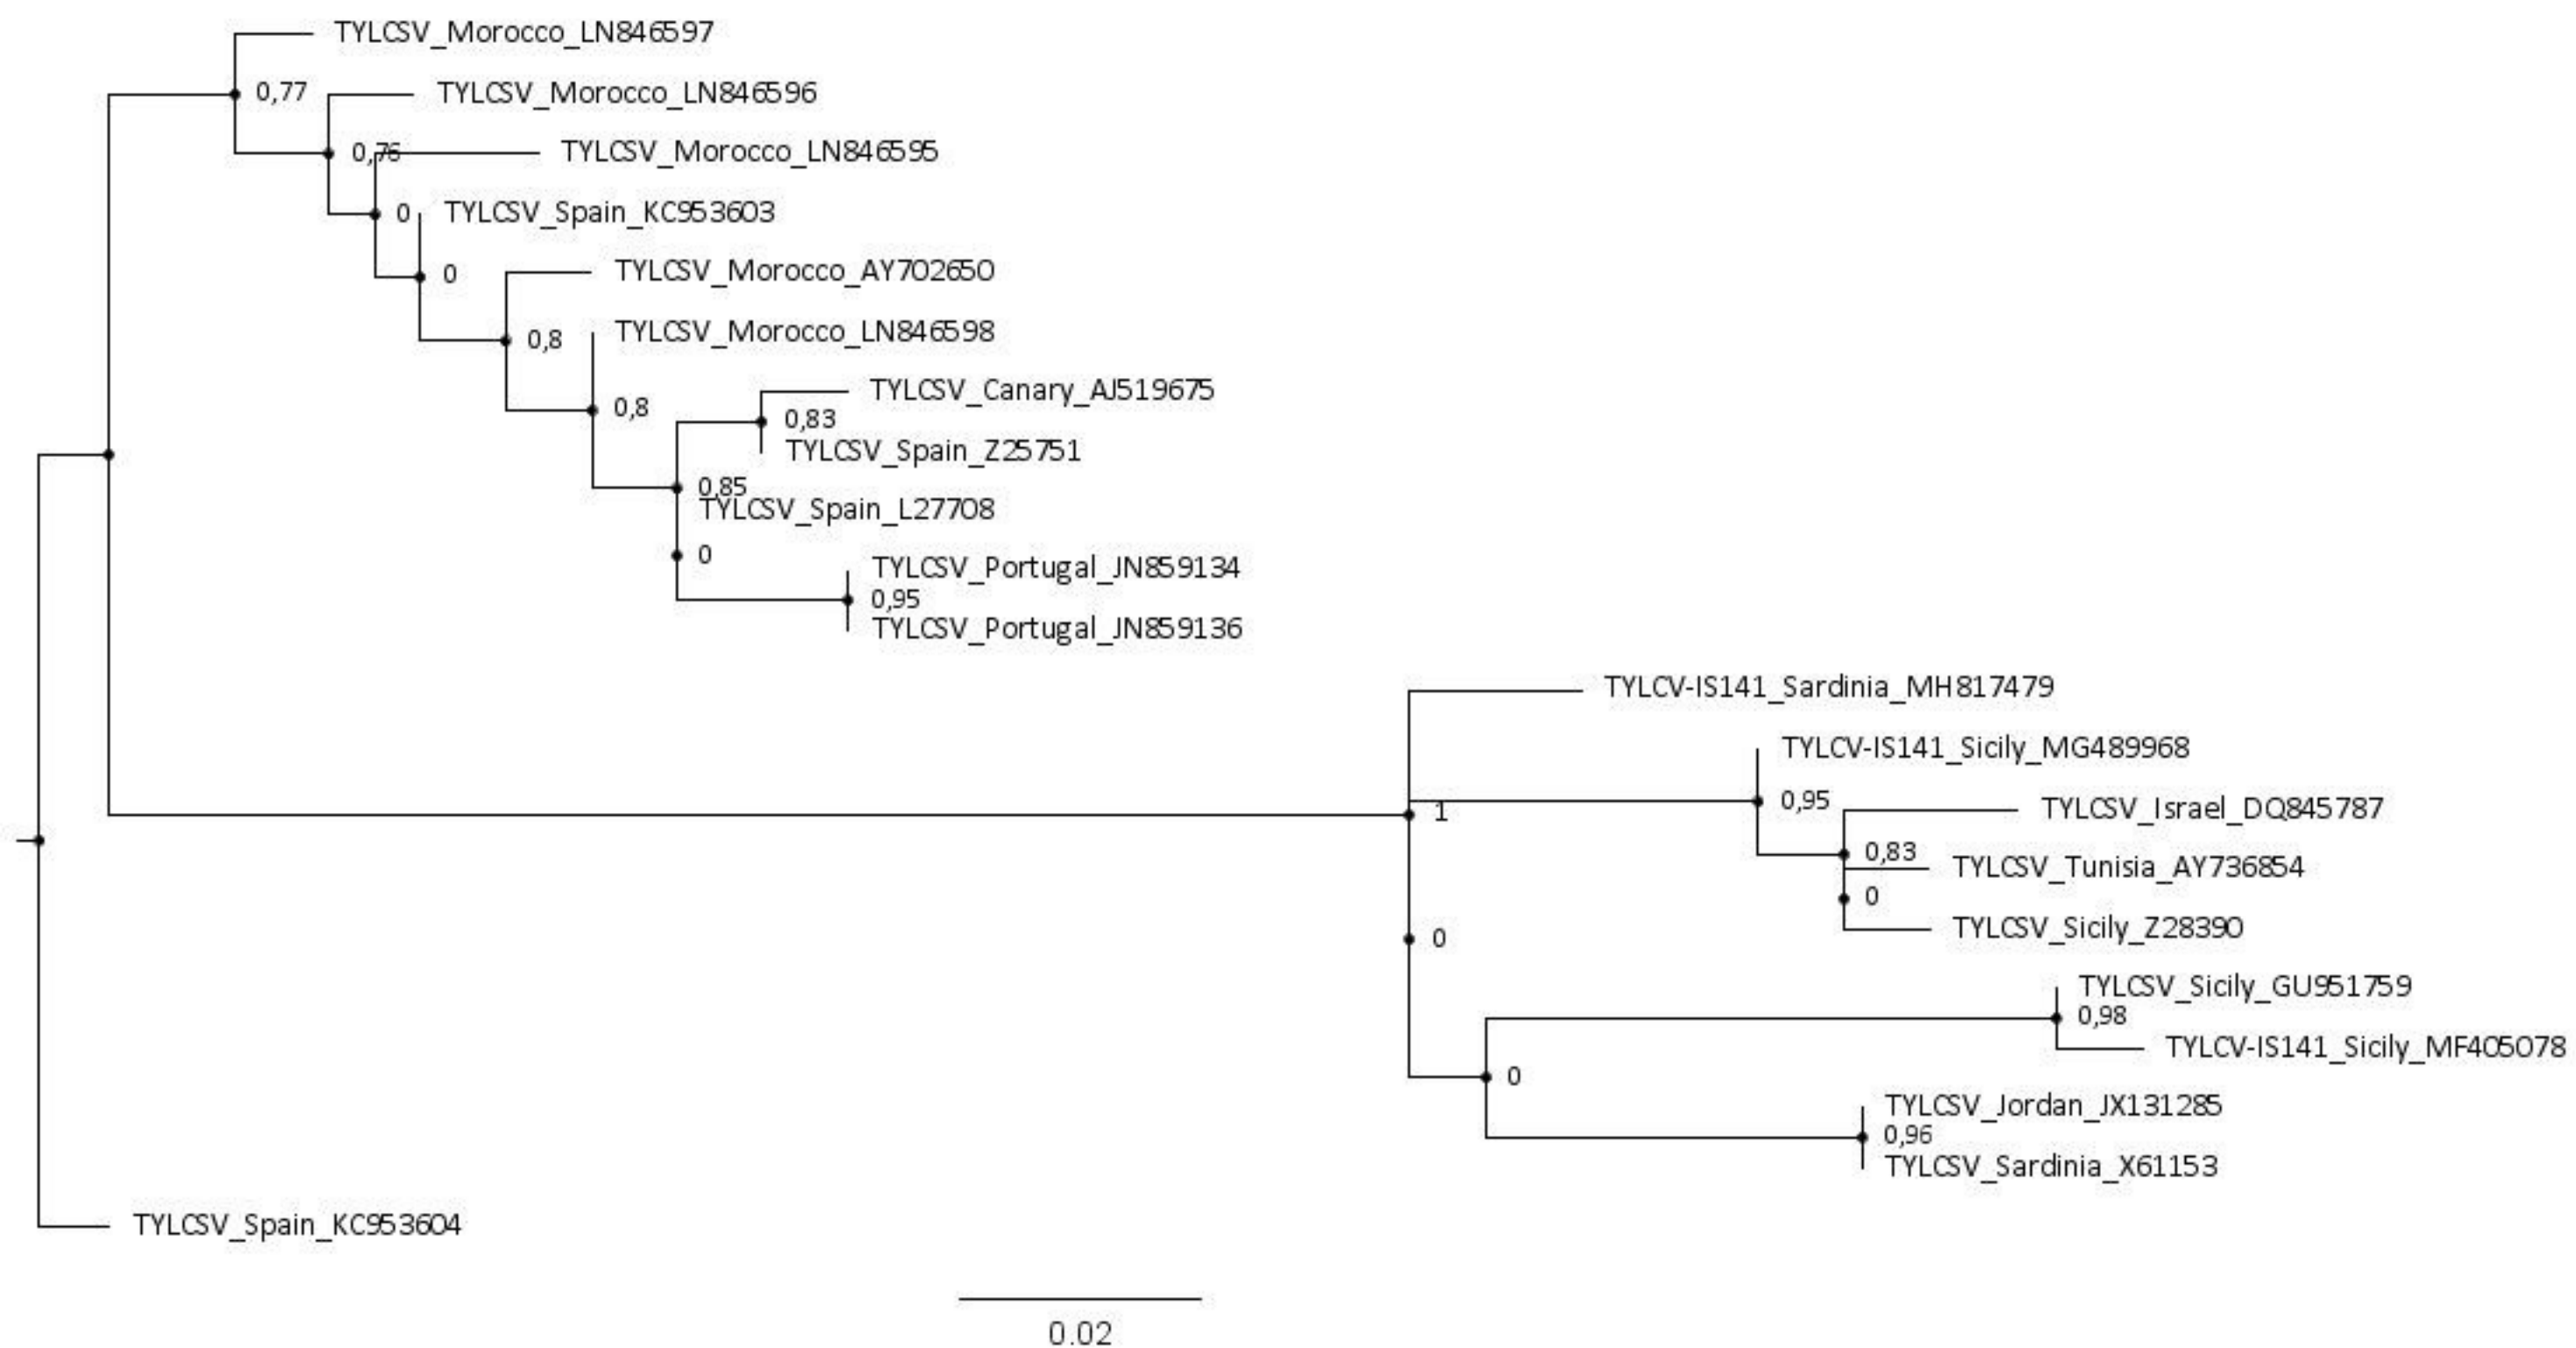 TYLCSV_Morocco_LN846597
0,77
TYLCSV_Morocco_LN846596
0,76
TYLCSV_Morocco_LN846595
0
TYLCSV_Spain_KC953603
0
TYLCSV_Morocco_AY702650
0,8
TYLCSV_Morocco_LN846598
0,8
TYLCSV_Canary_AJ519675
0,83
TYLCSV_Spain_Z25751
0,85
TYLCSV_Spain_L27708
0
TYLCSV_Portugal_JN859134
0,95
TYLCSV_Portugal_JN859136
TYLCV-IS141_Sardinia_MH817479
TYLCV-IS141_Sicily_MG489968
0,95
1
TYLCSV_Israel_DQ845787
0,83
TYLCSV_Tunisia_AY736854
0
TYLCSV_Sicily_Z28390
0
TYLCSV_Sicily_GU951759
0,98
TYLCV-IS141_Sicily_MF405078
0
TYLCSV_Jordan_JX131285
0,96
TYLCSV_Sardinia_X61153
TYLCSV_Spain_KC953604
0.02